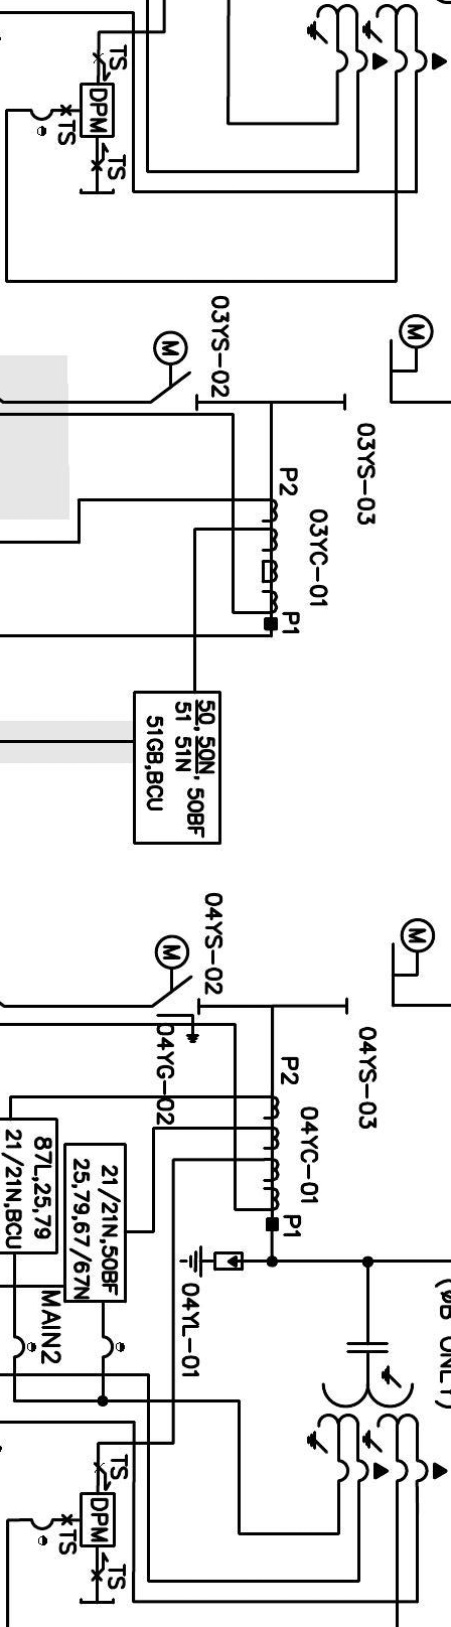 TS
DPM
TS
TS
03YS-02
M
M
03YS-03
P2
03YC-01
P1
50, 50N, 50BF
51 51N
51GB,BCU
04YS-02
M
M
04YG-02
04YS-03
P2
04YC-01
P1
87L,25,79
21/21N,BCU
21/21N,50BF
25,79,67/67N
MAIN2
04YL-01
(ØB ONLY)
TS
DPM
TS
TS